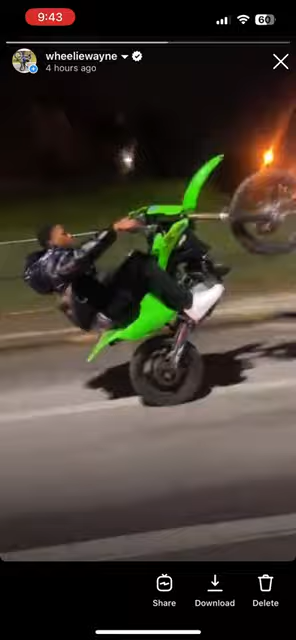 9:43
60
wheeliewayne
4 hours ago
Share
Download
Delete